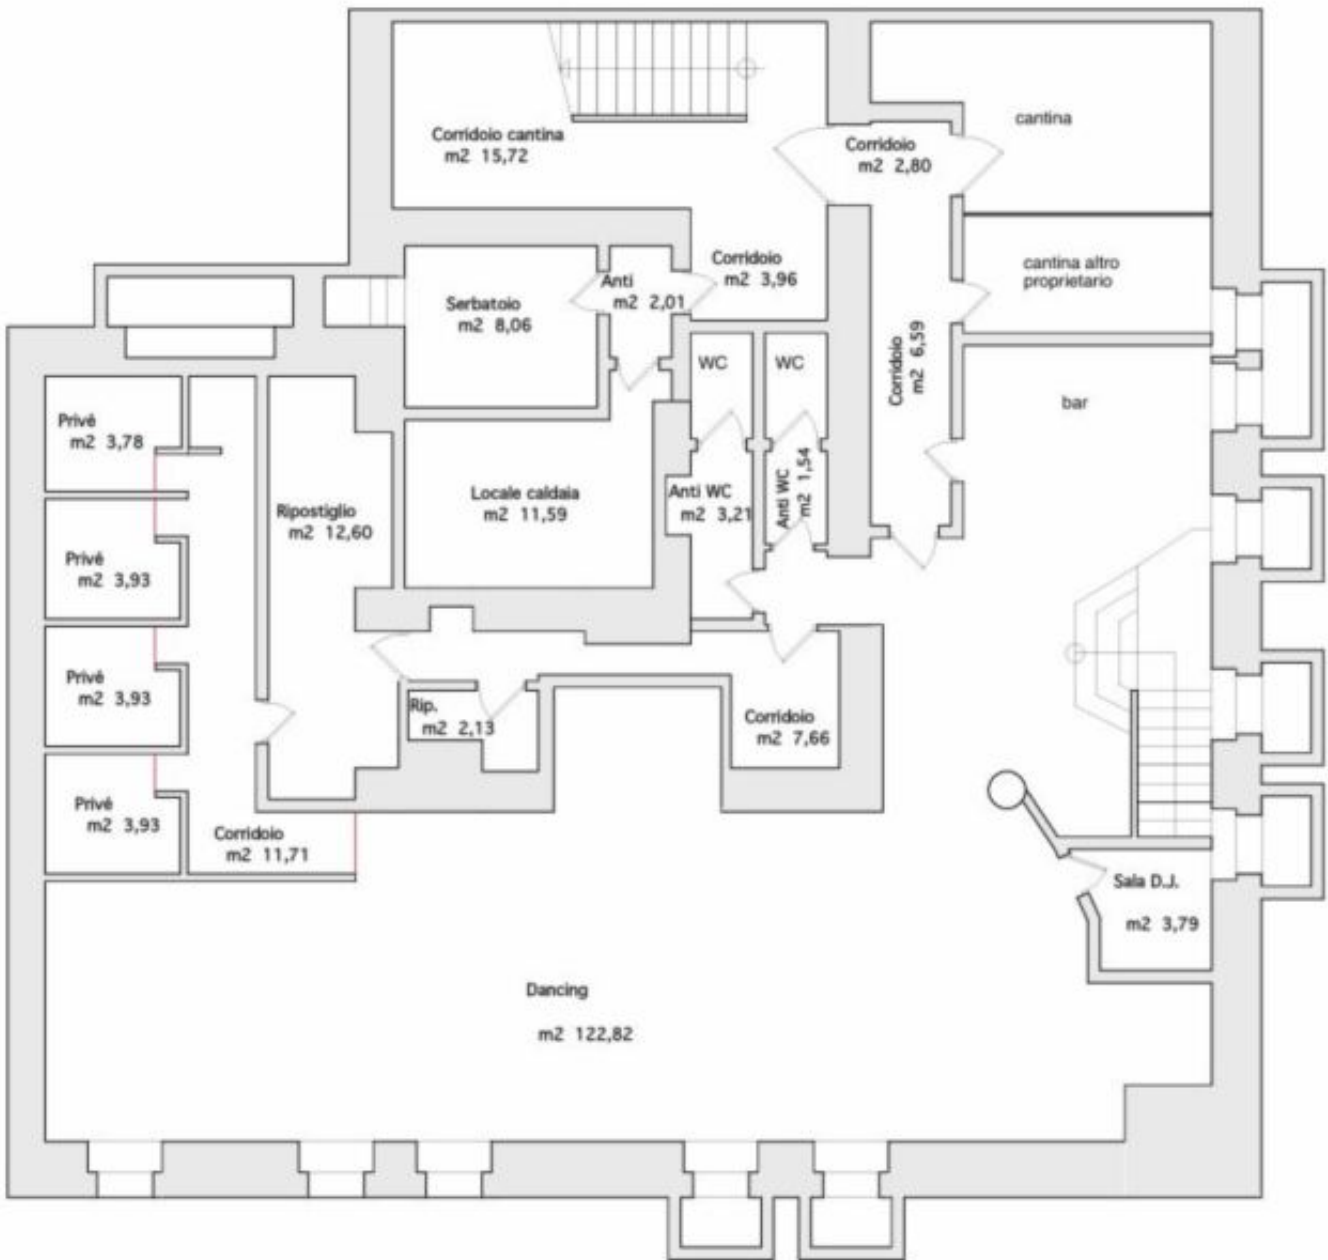 Corridoio cantina
m2 15,72
Corridoio
m2 2,80
cantina
Corridoio
m2 3,96
cantina altro
proprietario
Anti
m2 2,01
Serbatoio
m2 8,06
Corridoio
m2 6,59
WC
WC
bar
Privé
m2 3,78
Locale caldaia
m2 11,59
Anti WC
m2 3,21
Anti WC
m2 1,54
Ripostiglio
m2 12,60
Privé
m2 3,93
Privé
m2 3,93
Rip.
m2 2,13
Corridoio
m2 7,66
Privé
m2 3,93
Corridoio
m2 11,71
Sala D.J.
m2 3,79
Dancing
m2 122,82